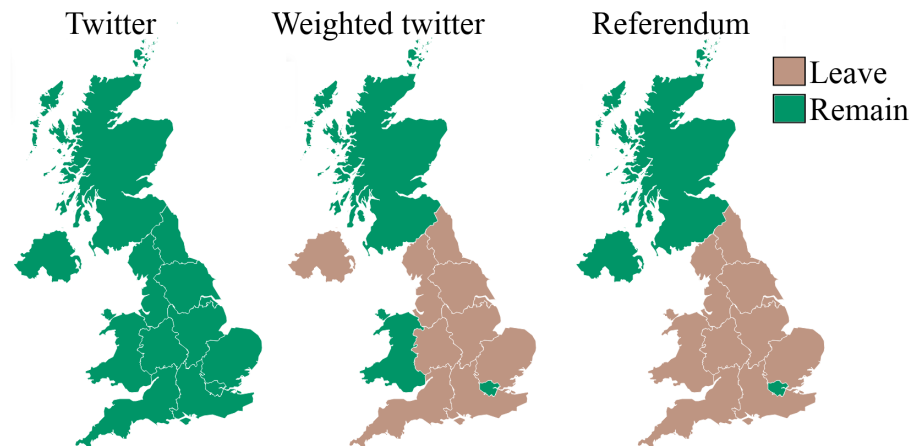 Twitter
Weighted twitter
Referendum
Leave
Remain